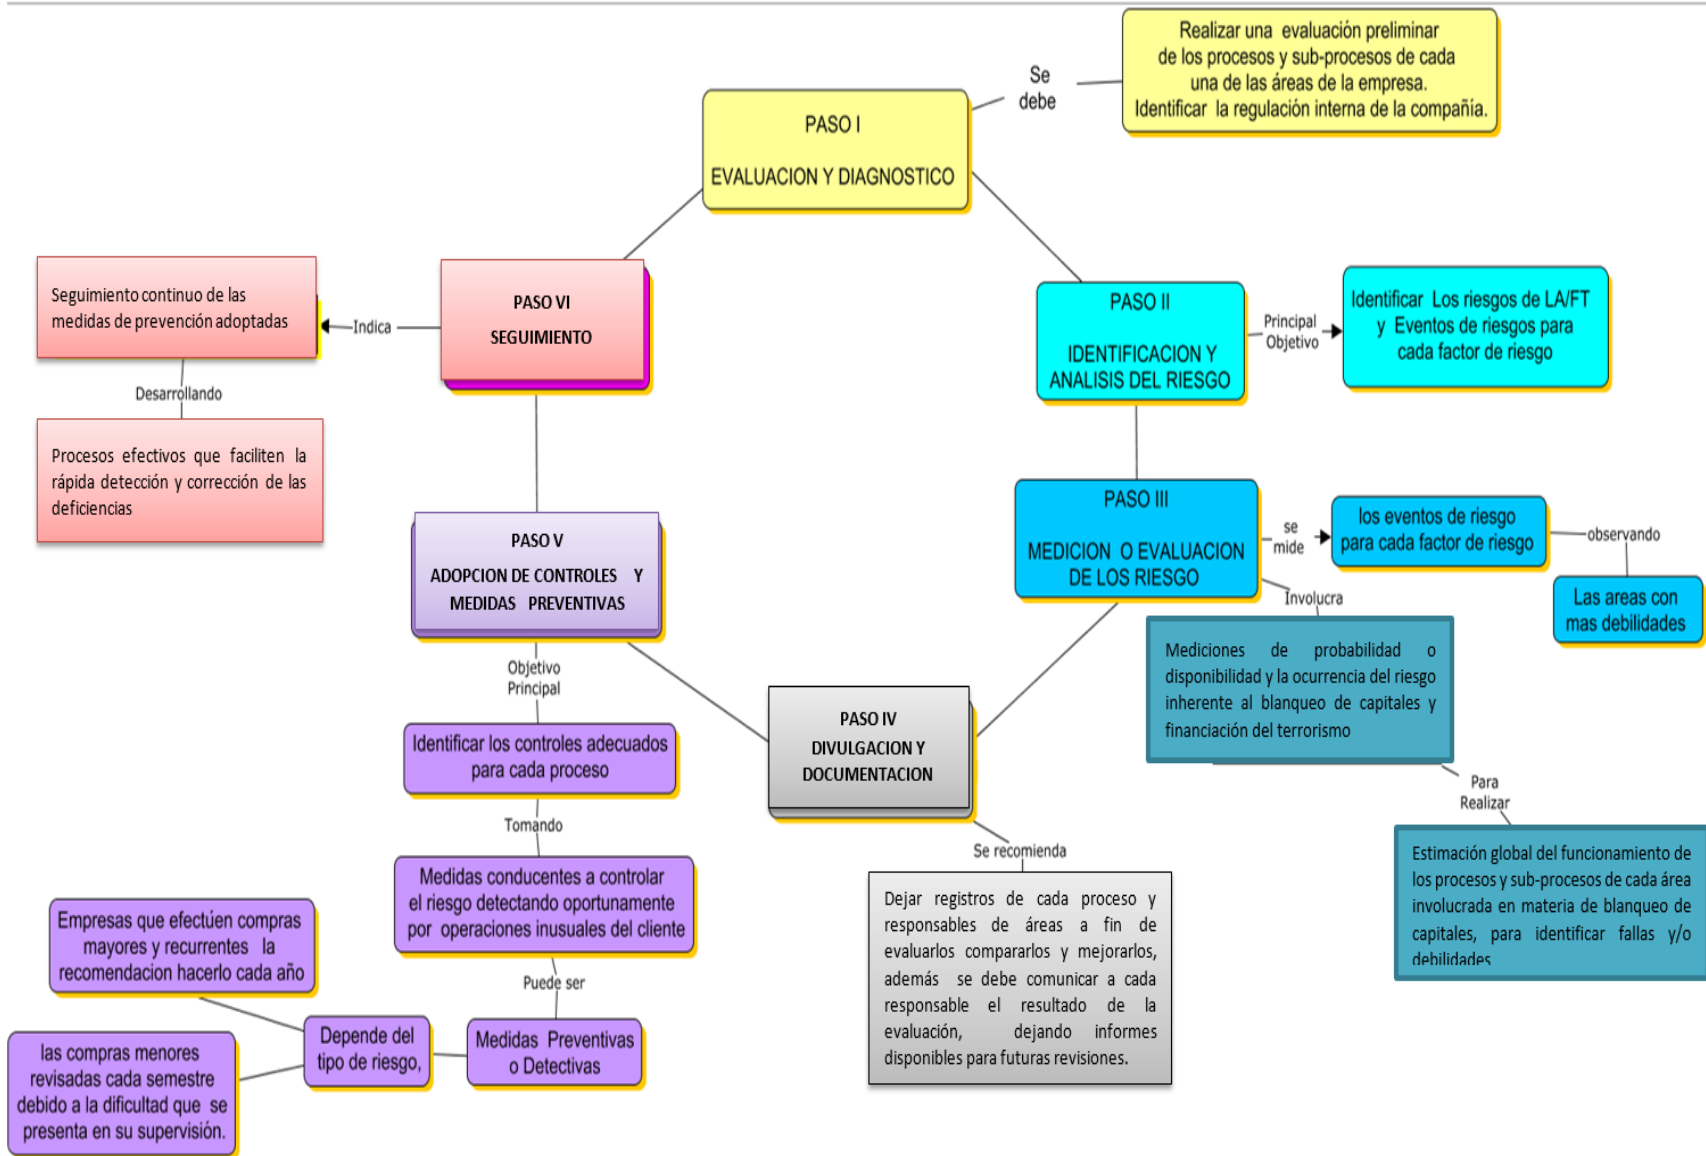 Realizar una evaluación preliminar
de los procesos y sub-procesos de cada
una de las áreas de la empresa.
Identificar la regulación interna de la compañía.
Se
debe
PASO I
EVALUACION Y DIAGNOSTICO
PASO II
IDENTIFICACION Y
ANALISIS DEL RIESGO
Principal
Objetivo
Identificar Los riesgos de LA/FT
y Eventos de riesgos para
cada factor de riesgo
PASO III
MEDICION O EVALUACION
DE LOS RIESGO
se
mide
los eventos de riesgo
para cada factor de riesgo
observando
Las areas con
mas debilidades
Involucra
Mediciones de probabilidad o
disponibilidad y la ocurrencia del riesgo
inherente al blanqueo de capitales y
financiación del terrorismo
Para
Realizar
Estimación global del funcionamiento de
los procesos y sub-procesos de cada área
involucrada en materia de blanqueo de
capitales, para identificar fallas y/o
debilidades
PASO IV
DIVULGACION Y
DOCUMENTACION
Se recomienda
Dejar registros de cada proceso y
responsables de áreas a fin de
evaluarlos compararlos y mejorarlos,
además se debe comunicar a cada
responsable el resultado de la
evaluación, dejando informes
disponibles para futuras revisiones.
PASO V
ADOPCION DE CONTROLES Y
MEDIDAS PREVENTIVAS
Objetivo
Principal
Identificar los controles adecuados
para cada proceso
Tomando
Medidas conducentes a controlar
el riesgo detectando oportunamente
por operaciones inusuales del cliente
Puede ser
Medidas Preventivas
o Detectivas
Depende del
tipo de riesgo,
Empresas que efectúen compras
mayores y recurrentes la
recomendacion hacerlo cada año
las compras menores
revisadas cada semestre
debido a la dificultad que se
presenta en su supervisión.
PASO VI
SEGUIMIENTO
Indica
Seguimiento continuo de las
medidas de prevención adoptadas
Desarrollando
Procesos efectivos que faciliten la
rápida detección y corrección de las
deficiencias